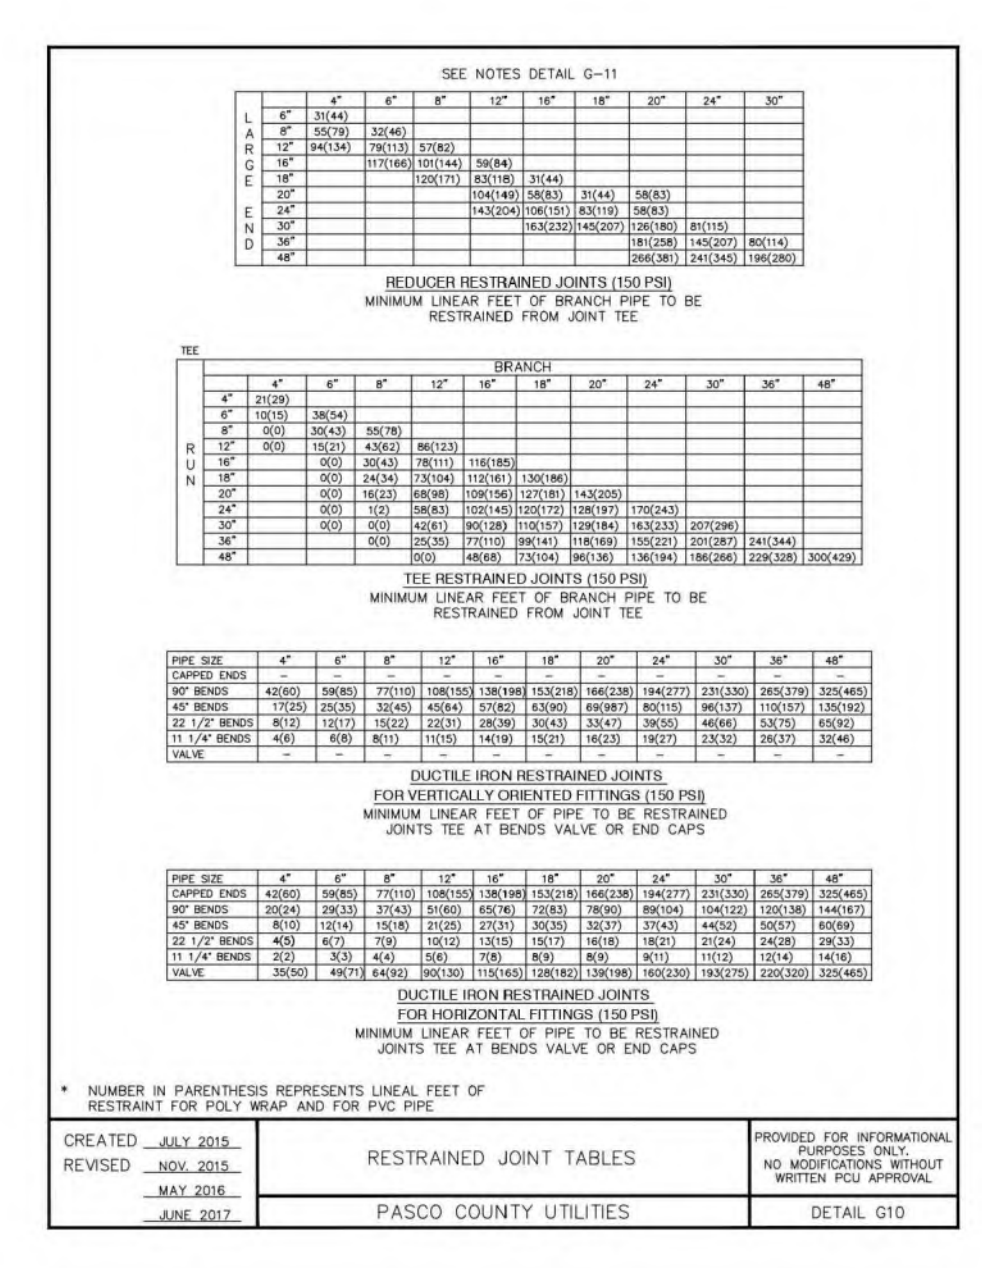 SEE NOTES DETAIL G-11
LARGE END
4" 6" 8" 12" 16" 18" 20" 24" 30"
6" 31(44)
8" 55(79) 32(46)
12" 94(134) 79(113) 57(82)
16" 117(166) 101(144) 59(84)
18" 120(171) 83(118) 31(44)
20" 104(149) 58(83) 31(44) 58(83)
24" 143(204) 106(151) 83(119) 58(83)
30" 163(232) 145(207) 126(180) 81(115)
36" 181(258) 145(207) 80(114)
48" 266(381) 241(345) 196(280)
REDUCER RESTRAINED JOINTS (150 PSI)
MINIMUM LINEAR FEET OF BRANCH PIPE TO BE
RESTRAINED FROM JOINT TEE
TEE
BRANCH
RUN
4" 6" 8" 12" 16" 18" 20" 24" 30" 36" 48"
4" 21(29)
6" 10(15) 38(54)
8" 0(0) 30(43) 55(78)
12" 0(0) 15(21) 43(62) 86(123)
16" 0(0) 30(43) 78(111) 116(185)
18" 0(0) 24(34) 73(104) 112(161) 130(186)
20" 0(0) 16(23) 68(98) 109(156) 127(181) 143(205)
24" 0(0) 1(2) 58(83) 102(145) 120(172) 128(197) 170(243)
30" 0(0) 0(0) 42(61) 90(128) 110(157) 129(184) 163(233) 207(296)
36" 0(0) 25(35) 77(110) 99(141) 118(169) 155(221) 201(287) 241(344)
48" 0(0) 48(68) 73(104) 96(136) 136(194) 186(266) 229(328) 300(429)
TEE RESTRAINED JOINTS (150 PSI)
MINIMUM LINEAR FEET OF BRANCH PIPE TO BE
RESTRAINED FROM JOINT TEE
PIPE SIZE 4" 6" 8" 12" 16" 18" 20" 24" 30" 36" 48"
CAPPED ENDS – – – – – – – – – – –
90° BENDS 42(60) 59(85) 77(110) 108(155) 138(198) 153(218) 166(238) 194(277) 231(330) 265(379) 325(465)
45° BENDS 17(25) 25(35) 32(45) 45(64) 57(82) 63(90) 69(987) 80(115) 96(137) 110(157) 135(192)
22 1/2° BENDS 8(12) 12(17) 15(22) 22(31) 28(39) 30(43) 33(47) 39(55) 46(66) 53(75) 65(92)
11 1/4° BENDS 4(6) 6(8) 8(11) 11(15) 14(19) 15(21) 16(23) 19(27) 23(32) 26(37) 32(46)
VALVE – – – – – – – – – – –
DUCTILE IRON RESTRAINED JOINTS
FOR VERTICALLY ORIENTED FITTINGS (150 PSI)
MINIMUM LINEAR FEET OF PIPE TO BE RESTRAINED
JOINTS TEE AT BENDS VALVE OR END CAPS
PIPE SIZE 4" 6" 8" 12" 16" 18" 20" 24" 30" 36" 48"
CAPPED ENDS 42(60) 59(85) 77(110) 108(155) 138(198) 153(218) 166(238) 194(277) 231(330) 265(379) 325(465)
90° BENDS 20(24) 29(33) 37(43) 51(60) 65(76) 72(83) 78(90) 89(104) 104(122) 120(138) 144(167)
45° BENDS 8(10) 12(14) 15(18) 21(25) 27(31) 30(35) 32(37) 37(43) 44(52) 50(57) 60(69)
22 1/2° BENDS 4(5) 6(7) 7(9) 10(12) 13(15) 15(17) 16(18) 18(21) 21(24) 24(28) 29(33)
11 1/4° BENDS 2(2) 3(3) 4(4) 5(6) 7(8) 8(9) 8(9) 9(11) 11(12) 12(14) 14(16)
VALVE 35(50) 49(71) 64(92) 90(130) 115(165) 128(182) 139(198) 160(230) 193(275) 220(320) 325(465)
DUCTILE IRON RESTRAINED JOINTS
FOR HORIZONTAL FITTINGS (150 PSI)
MINIMUM LINEAR FEET OF PIPE TO BE RESTRAINED
JOINTS TEE AT BENDS VALVE OR END CAPS
* NUMBER IN PARENTHESIS REPRESENTS LINEAL FEET OF
RESTRAINT FOR POLY WRAP AND FOR PVC PIPE
CREATED JULY 2015
REVISED NOV. 2015
MAY 2016
JUNE 2017
RESTRAINED JOINT TABLES
PASCO COUNTY UTILITIES
PROVIDED FOR INFORMATIONAL
PURPOSES ONLY.
NO MODIFICATIONS WITHOUT
WRITTEN PCU APPROVAL
DETAIL G10